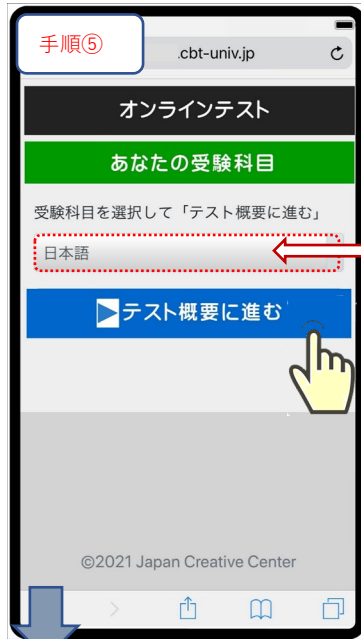 手順⑤
.cbt-univ.jp
オンラインテスト
あなたの受験科目
受験科目を選択して「テスト概要に進む」
日本語
▶テスト概要に進む
©2021 Japan Creative Center